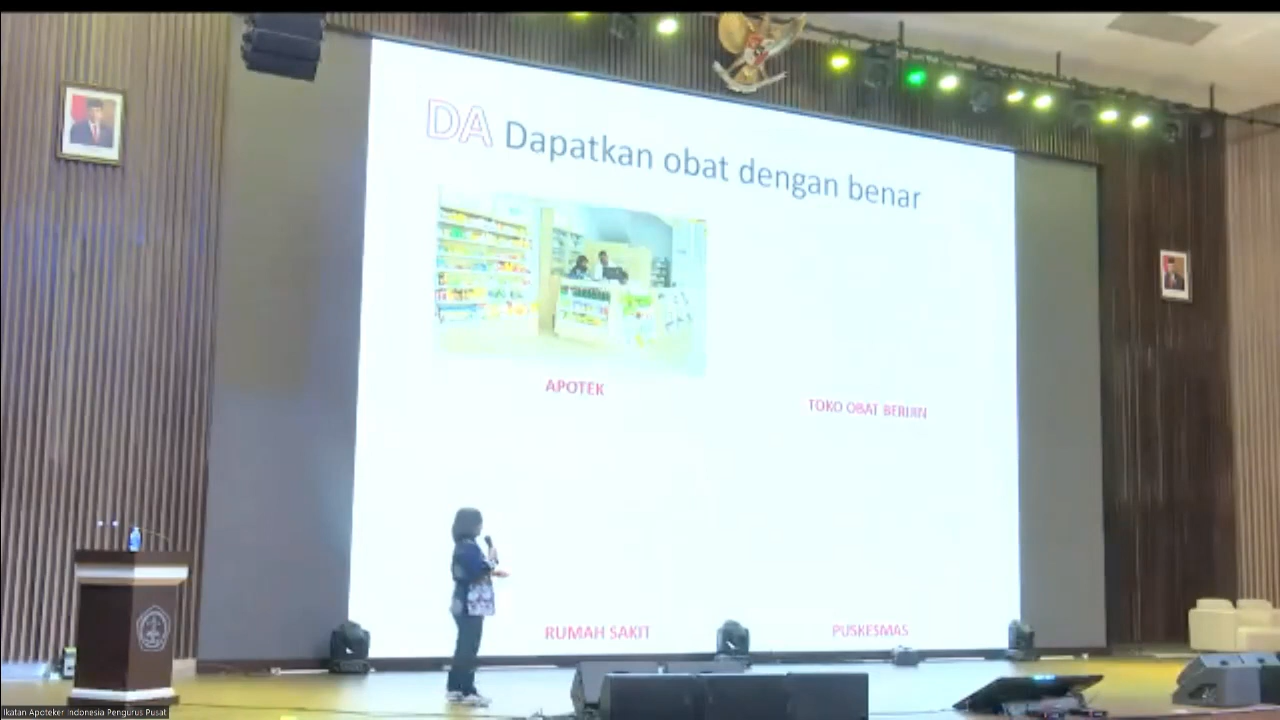 DA Dapatkan obat dengan benar
APOTEK
TOKO OBAT BERIJIN
RUMAH SAKIT
PUSKESMAS
Ikatan Apoteker Indonesia Pengurus Pusat